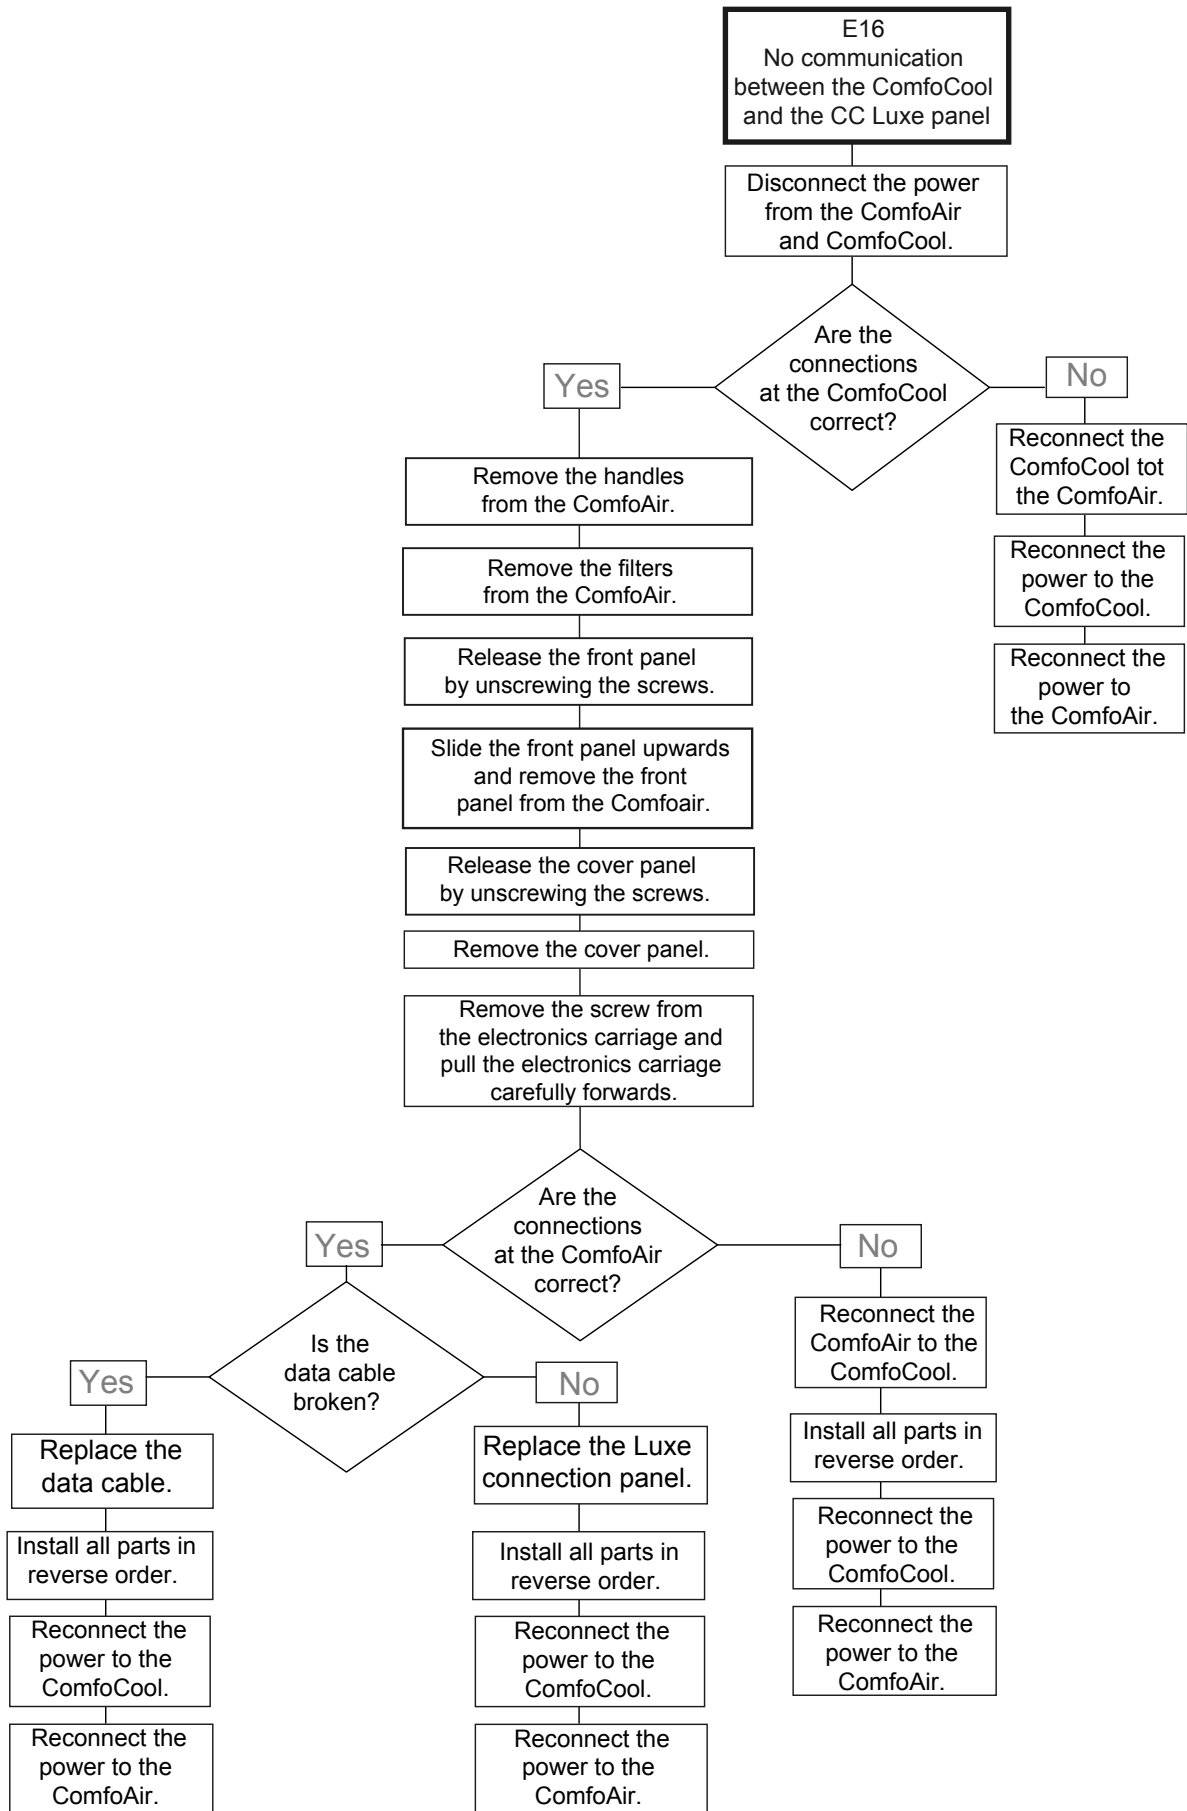 E16
No communication
between the ComfoCool
and the CC Luxe panel
Disconnect the power
from the ComfoAir
and ComfoCool.
Are the
connections
at the ComfoCool
correct?
Yes
No
Remove the handles
from the ComfoAir.
Remove the filters
from the ComfoAir.
Release the front panel
by unscrewing the screws.
Slide the front panel upwards
and remove the front
panel from the Comfoair.
Release the cover panel
by unscrewing the screws.
Remove the cover panel.
Remove the screw from
the electronics carriage and
pull the electronics carriage
carefully forwards.
Reconnect the
ComfoCool tot
the ComfoAir.
Reconnect the
power to the
ComfoCool.
Reconnect the
power to
the ComfoAir.
Are the
connections
at the ComfoAir
correct?
Yes
No
Is the
data cable
broken?
Yes
No
Replace the
data cable.
Install all parts in
reverse order.
Reconnect the
power to the
ComfoCool.
Reconnect the
power to the
ComfoAir.
Replace the Luxe
connection panel.
Install all parts in
reverse order.
Reconnect the
power to the
ComfoCool.
Reconnect the
power to the
ComfoAir.
Reconnect the
ComfoAir to the
ComfoCool.
Install all parts in
reverse order.
Reconnect the
power to the
ComfoCool.
Reconnect the
power to the
ComfoAir.